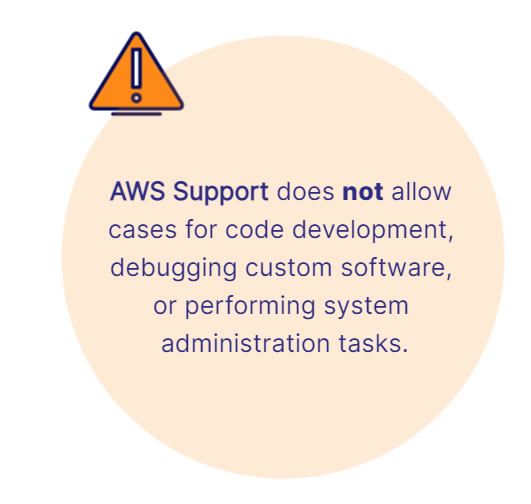 AWS Support does not allow
cases for code development,
debugging custom software,
or performing system
administration tasks.